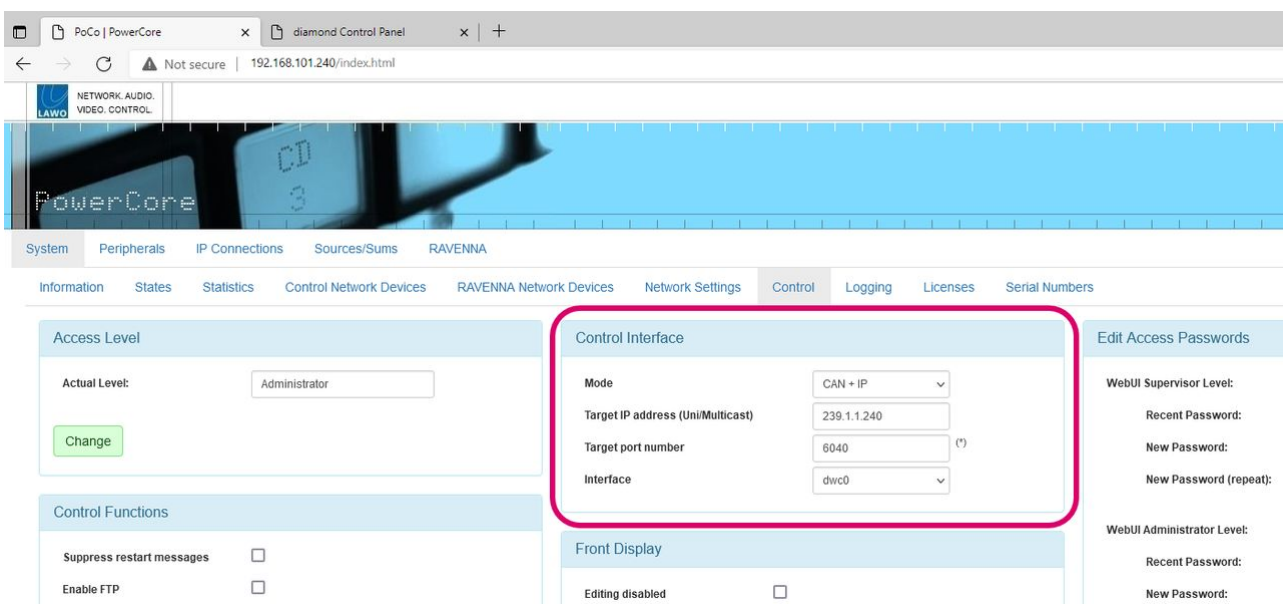 PoCo | PowerCore
diamond Control Panel
Not secure | 192.168.101.240/index.html
LAWO
NETWORK. AUDIO.
VIDEO. CONTROL.
CD
3
PowerCore
System Peripherals IP Connections Sources/Sums RAVENNA
Information States Statistics Control Network Devices RAVENNA Network Devices Network Settings Control Logging Licenses Serial Numbers
Access Level
Actual Level: Administrator
Change
Control Functions
Suppress restart messages
Enable FTP
Control Interface
Mode CAN + IP
Target IP address (Uni/Multicast) 239.1.1.240
Target port number 6040 (*)
Interface dwc0
Front Display
Editing disabled
Edit Access Passwords
WebUI Supervisor Level:
Recent Password:
New Password:
New Password (repeat):
WebUI Administrator Level:
Recent Password:
New Password: